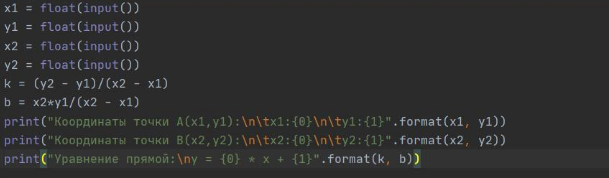 x1 = float(input())
y1 = float(input())
x2 = float(input())
y2 = float(input())
k = (y2 - y1)/(x2 - x1)
b = x2*y1/(x2 - x1)
print("Координаты точки A(x1,y1):\n\tx1:{0}\n\ty1:{1}".format(x1, y1))
print("Координаты точки B(x2,y2):\n\tx2:{0}\n\ty2:{1}".format(x2, y2))
print("Уравнение прямой:\ny = {0} * x + {1}".format(k, b))